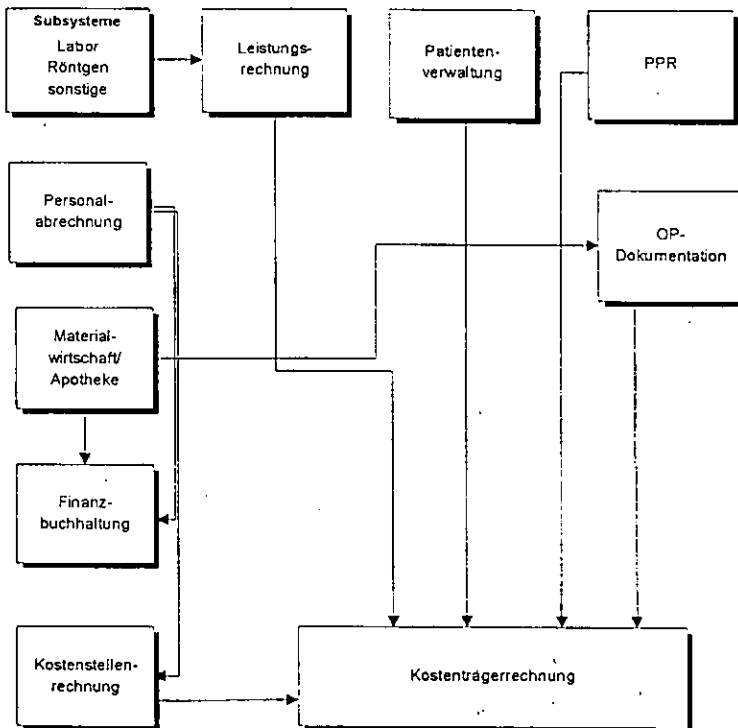 Subsysteme
Labor
Röntgen
sonstige
Leistungs-
rechnung
Patienten-
verwaltung
PPR
Personal-
abrechnung
OP-
Dokumentation
Material-
wirtschaft/
Apotheke
Finanz-
buchhaltung
Kostenstellen-
rechnung
Kostenträgerrechnung